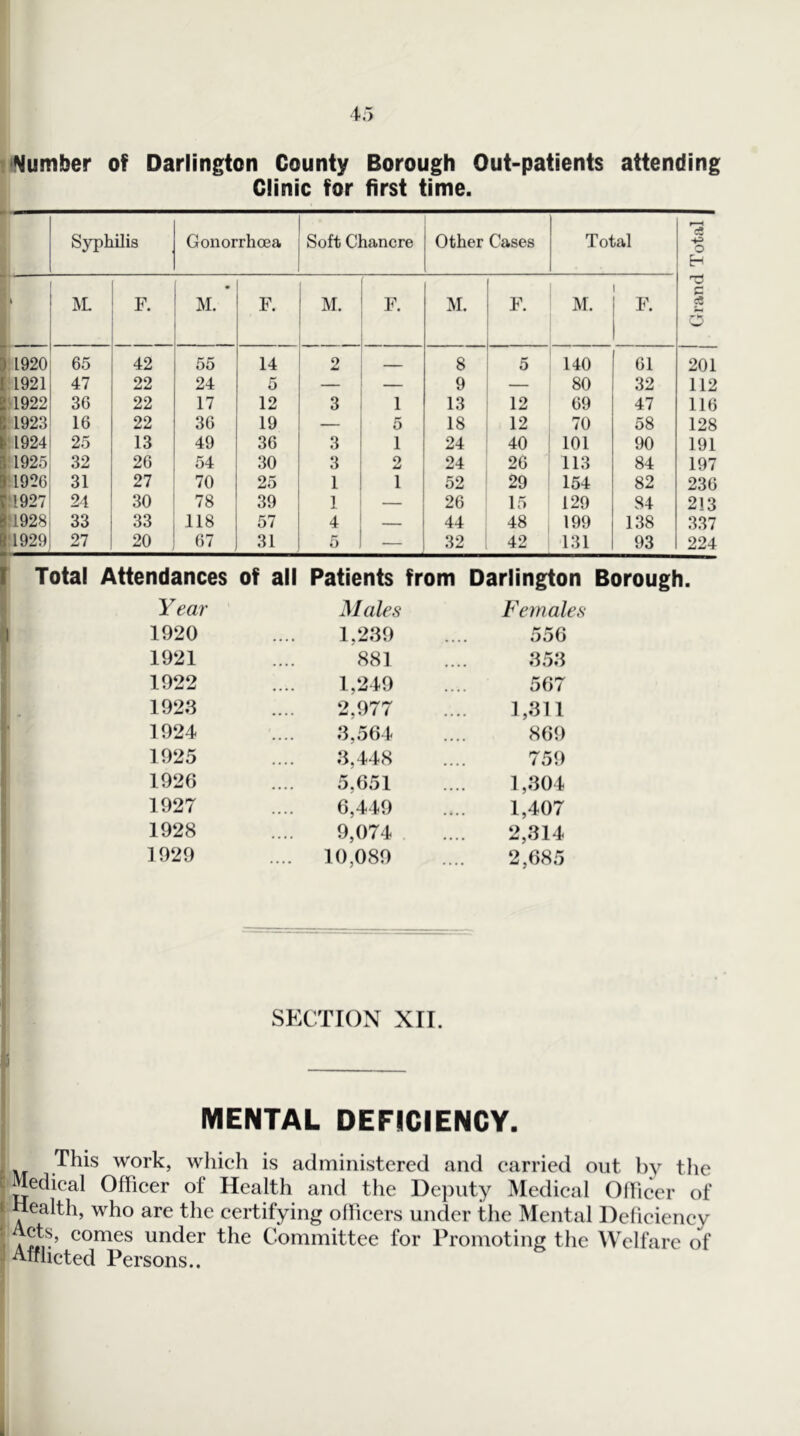 45
Number of Darlington County Borough Out-patients attending
Clinic for first time.
Syphilis Gonorrhœa Soft Chancre Other Cases Total Grand Total
M. F. M. F. M. F. M. F. M. F.
1920 65 42 55 14 2 — 8 5 140 61 201
1921 47 22 24 5 — — 9 — 80 32 112
1922 36 22 17 12 3 1 13 12 69 47 116
1923 16 22 36 19 — 5 18 12 70 58 128
1924 25 13 49 36 3 1 24 40 101 90 191
1925 32 26 54 30 3 2 24 26 113 84 197
1926 31 27 70 25 1 1 52 29 154 82 236
1927 24 30 78 39 1 — 26 15 129 84 213
1928 33 33 118 57 4 — 44 48 199 138 337
1929 27 20 67 31 5 — 32 42 131 93 224
Total Attendances of all Patients from Darlington Borough.
Year Males Females
1920 .... 1,239 .... 556
1921 .... 881 .... 353
1922 .... 1,249 .... 567
1923 .... 2,977 .... 1,311
1924 .... 3,564 .... 869
1925 .... 3,448 .... 759
1926 .... 5,651 .... 1,304
1927 .... 6,449 .... 1,407
1928 .... 9,074 .... 2,314
1929 .... 10,089 .... 2,685
SECTION XII.
MENTAL DEFICIENCY.
This work, which is administered and carried out by the
Medical Officer of Health and the Deputy Medical Officer of
Health, who are the certifying officers under the Mental Deficiency
Acts, comes under the Committee for Promoting the Welfare of
Afflicted Persons..